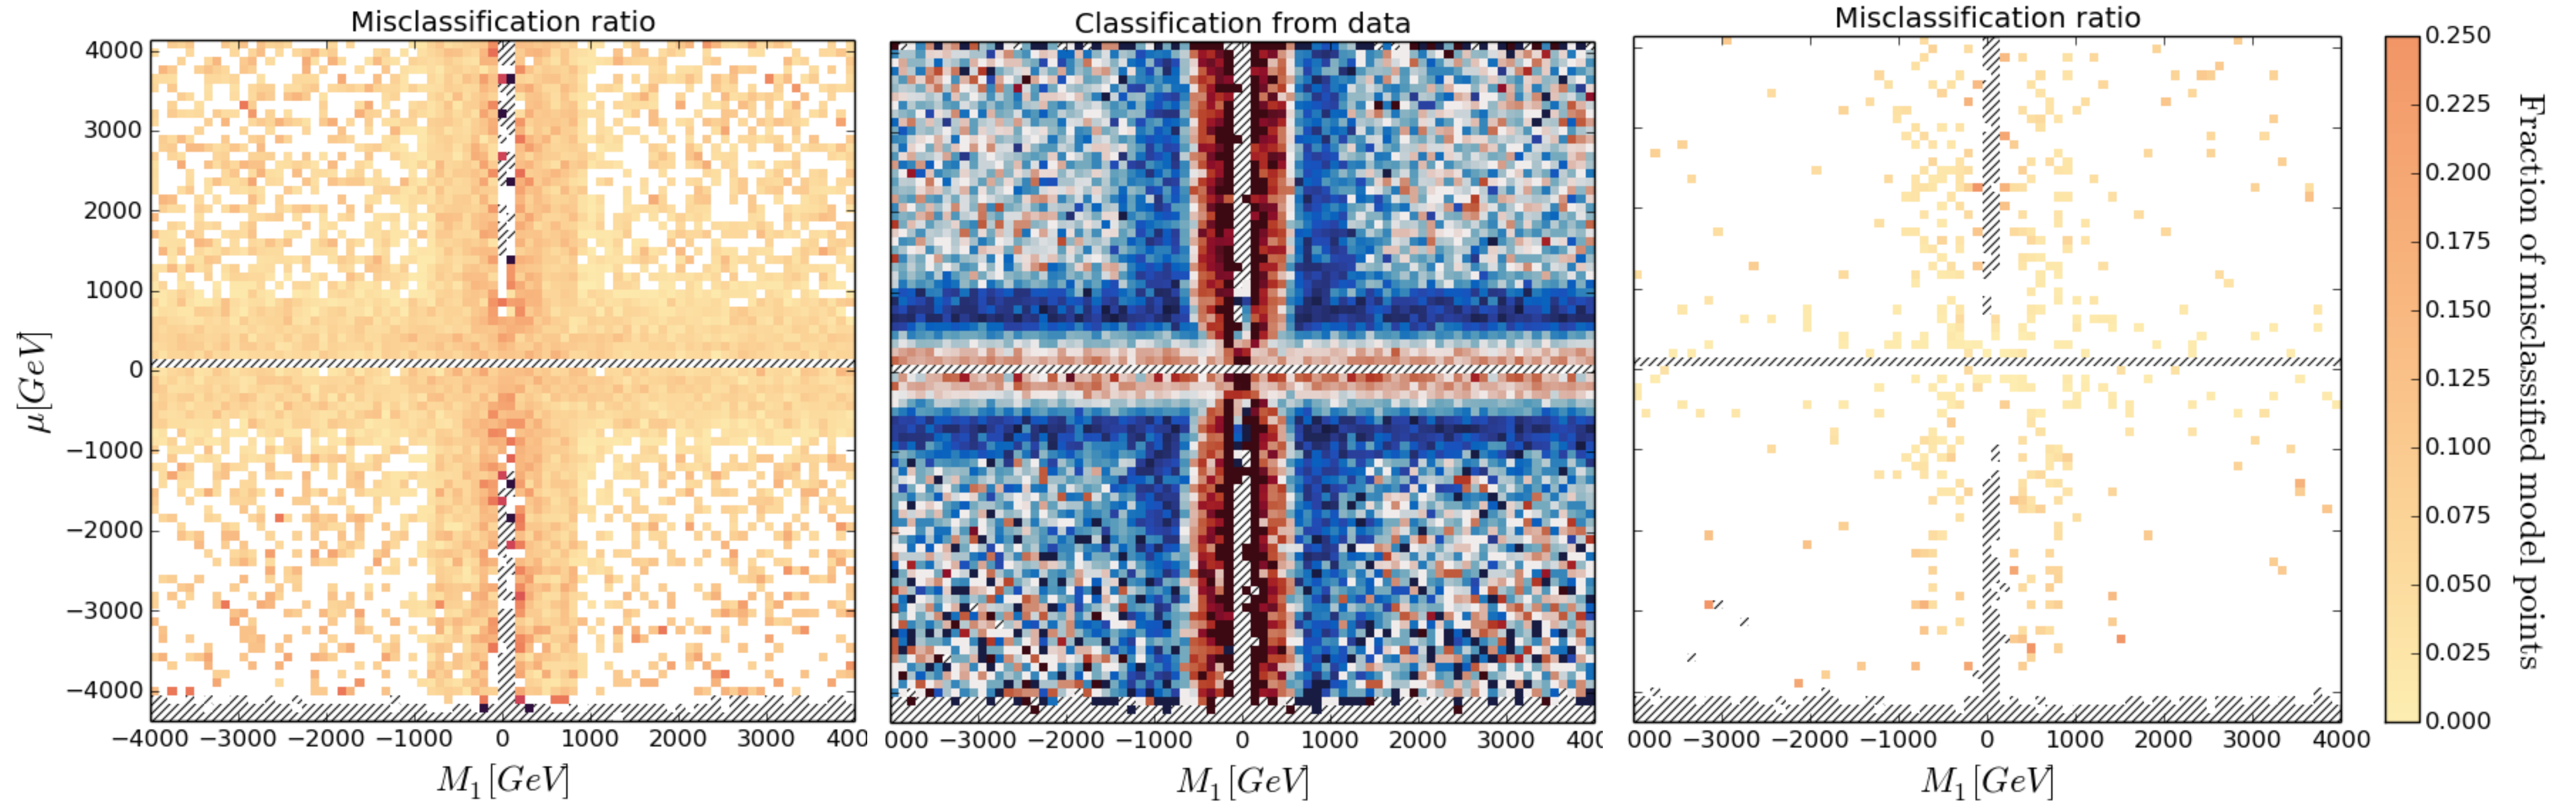 Misclassification ratio
Classification from data
Misclassification ratio
4000
3000
2000
1000
0
−1000
−2000
−3000
−4000
μ[GeV]
−4000 −3000 −2000 −1000 0 1000 2000 3000 400
M1[GeV]
000 −3000 −2000 −1000 0 1000 2000 3000 400
M1[GeV]
000 −3000 −2000 −1000 0 1000 2000 3000 4000
M1[GeV]
0.250
0.225
0.200
0.175
0.150
0.125
0.100
0.075
0.050
0.025
0.000
Fraction of misclassified model points